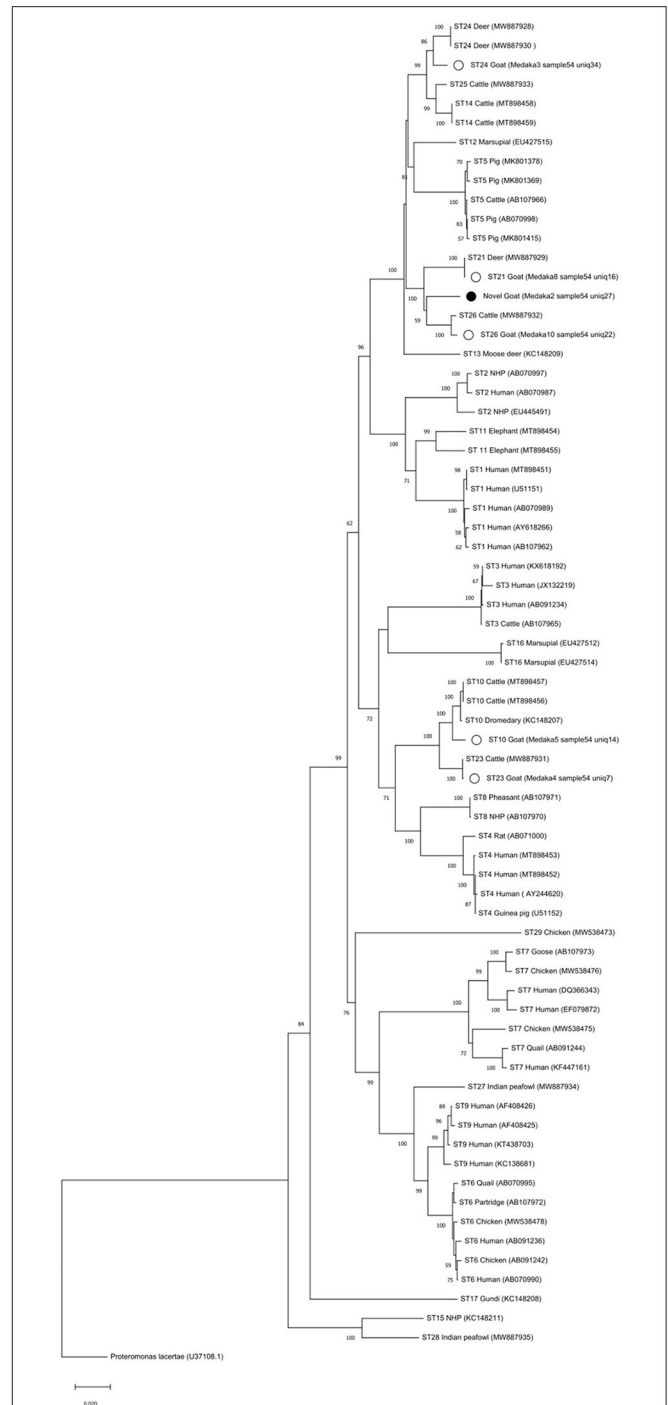 ST24 Deer (MW887928)
100
86
ST24 Deer (MW887930 )
99
ST24 Goat (Medaka3 sample54 uniq34)
ST25 Cattle (MW887933)
99
ST14 Cattle (MT898458)
100
ST14 Cattle (MT898459)
ST12 Marsupial (EU427515)
70
ST5 Pig (MK801378)
81
ST5 Pig (MK801369)
100
ST5 Cattle (AB107966)
83
ST5 Pig (AB070998)
57
ST5 Pig (MK801415)
100
ST21 Deer (MW887929)
100
ST21 Goat (Medaka8 sample54 uniq16)
100
Novel Goat (Medaka2 sample54 uniq27)
59
ST26 Cattle (MW887932)
100
ST26 Goat (Medaka10 sample54 uniq22)
96
ST13 Moose deer (KC148209)
100
ST2 NHP (AB070997)
100
ST2 Human (AB070987)
ST2 NHP (EU445491)
100
99
ST11 Elephant (MT898454)
ST 11 Elephant (MT898455)
71
98
ST1 Human (MT898451)
ST1 Human (U51151)
100
ST1 Human (AB070989)
62
58
ST1 Human (AY618266)
62
ST1 Human (AB107962)
59
ST3 Human (KX618192)
67
ST3 Human (JX132219)
100
ST3 Human (AB091234)
ST3 Cattle (AB107965)
ST16 Marsupial (EU427512)
100
ST16 Marsupial (EU427514)
100
ST10 Cattle (MT898457)
100
ST10 Cattle (MT898456)
72
100
ST10 Dromedary (KC148207)
100
ST10 Goat (Medaka5 sample54 uniq14)
99
100
ST23 Cattle (MW887931)
ST23 Goat (Medaka4 sample54 uniq7)
71
100
ST8 Pheasant (AB107971)
ST8 NHP (AB107970)
100
ST4 Rat (AB071000)
ST4 Human (MT898453)
100
ST4 Human (MT898452)
ST4 Human ( AY244620)
87
ST4 Guinea pig (U51152)
ST29 Chicken (MW538473)
100
ST7 Goose (AB107973)
99
ST7 Chicken (MW538476)
76
100
ST7 Human (DQ366343)
100
ST7 Human (EF079872)
84
ST7 Chicken (MW538475)
72
ST7 Quail (AB091244)
100
ST7 Human (KF447161)
99
ST27 Indian peafowl (MW887934)
89
ST9 Human (AF408426)
96
ST9 Human (AF408425)
100
99
ST9 Human (KT438703)
ST9 Human (KC138681)
99
ST6 Quail (AB070995)
ST6 Partridge (AB107972)
100
ST6 Chicken (MW538478)
ST6 Human (AB091236)
59
ST6 Chicken (AB091242)
75
ST6 Human (AB070990)
ST17 Gundi (KC148208)
ST15 NHP (KC148211)
100
ST28 Indian peafowl (MW887935)
Proteromonas lacertae (U37108.1)
0.020